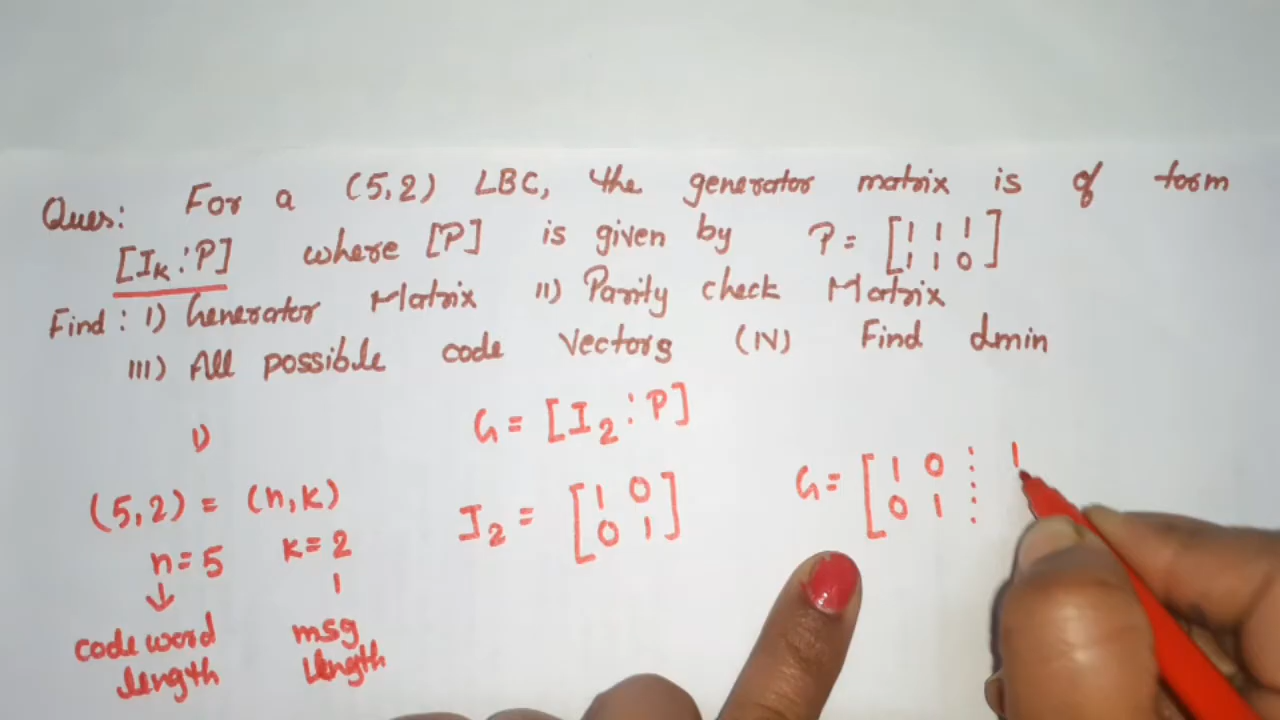 Ques: For a (5,2) LBC, the generator matrix is of form
[Iₖ ⋮ P] where [P] is given by P = [1 1 1
1 1 0]
Find : i) Generator Matrix ii) Parity check Matrix
iii) All possible code vectors (iv) Find dmin
i)
G = [I₂ ⋮ P]
(5,2) = (n,k)
n=5 k=2
codeword length
msg length
I₂ = [1 0
0 1]
G = [1 0 ⋮ 1
0 1 ⋮